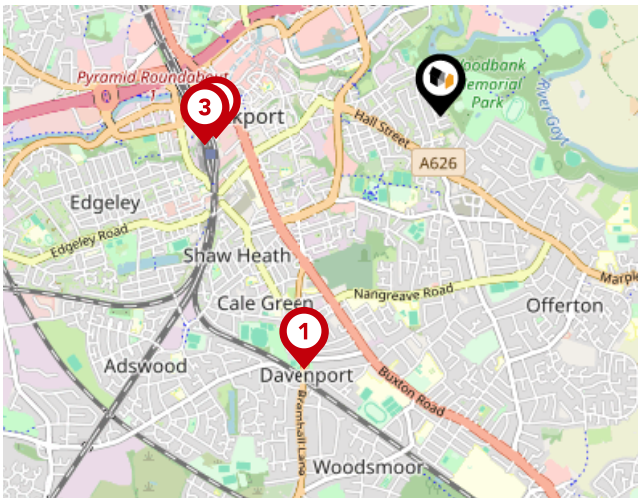 Pyramid Roundabout
Woodbank
Memorial
Park
River Goyt
3
kport
Hall Street
A626
Edgeley
Edgeley Road
Shaw Heath
Marple
Cale Green
Nangreave Road
Offerton
1
Adswood
Davenport
Buxton Road
Bramhall Lane
Woodsmoor